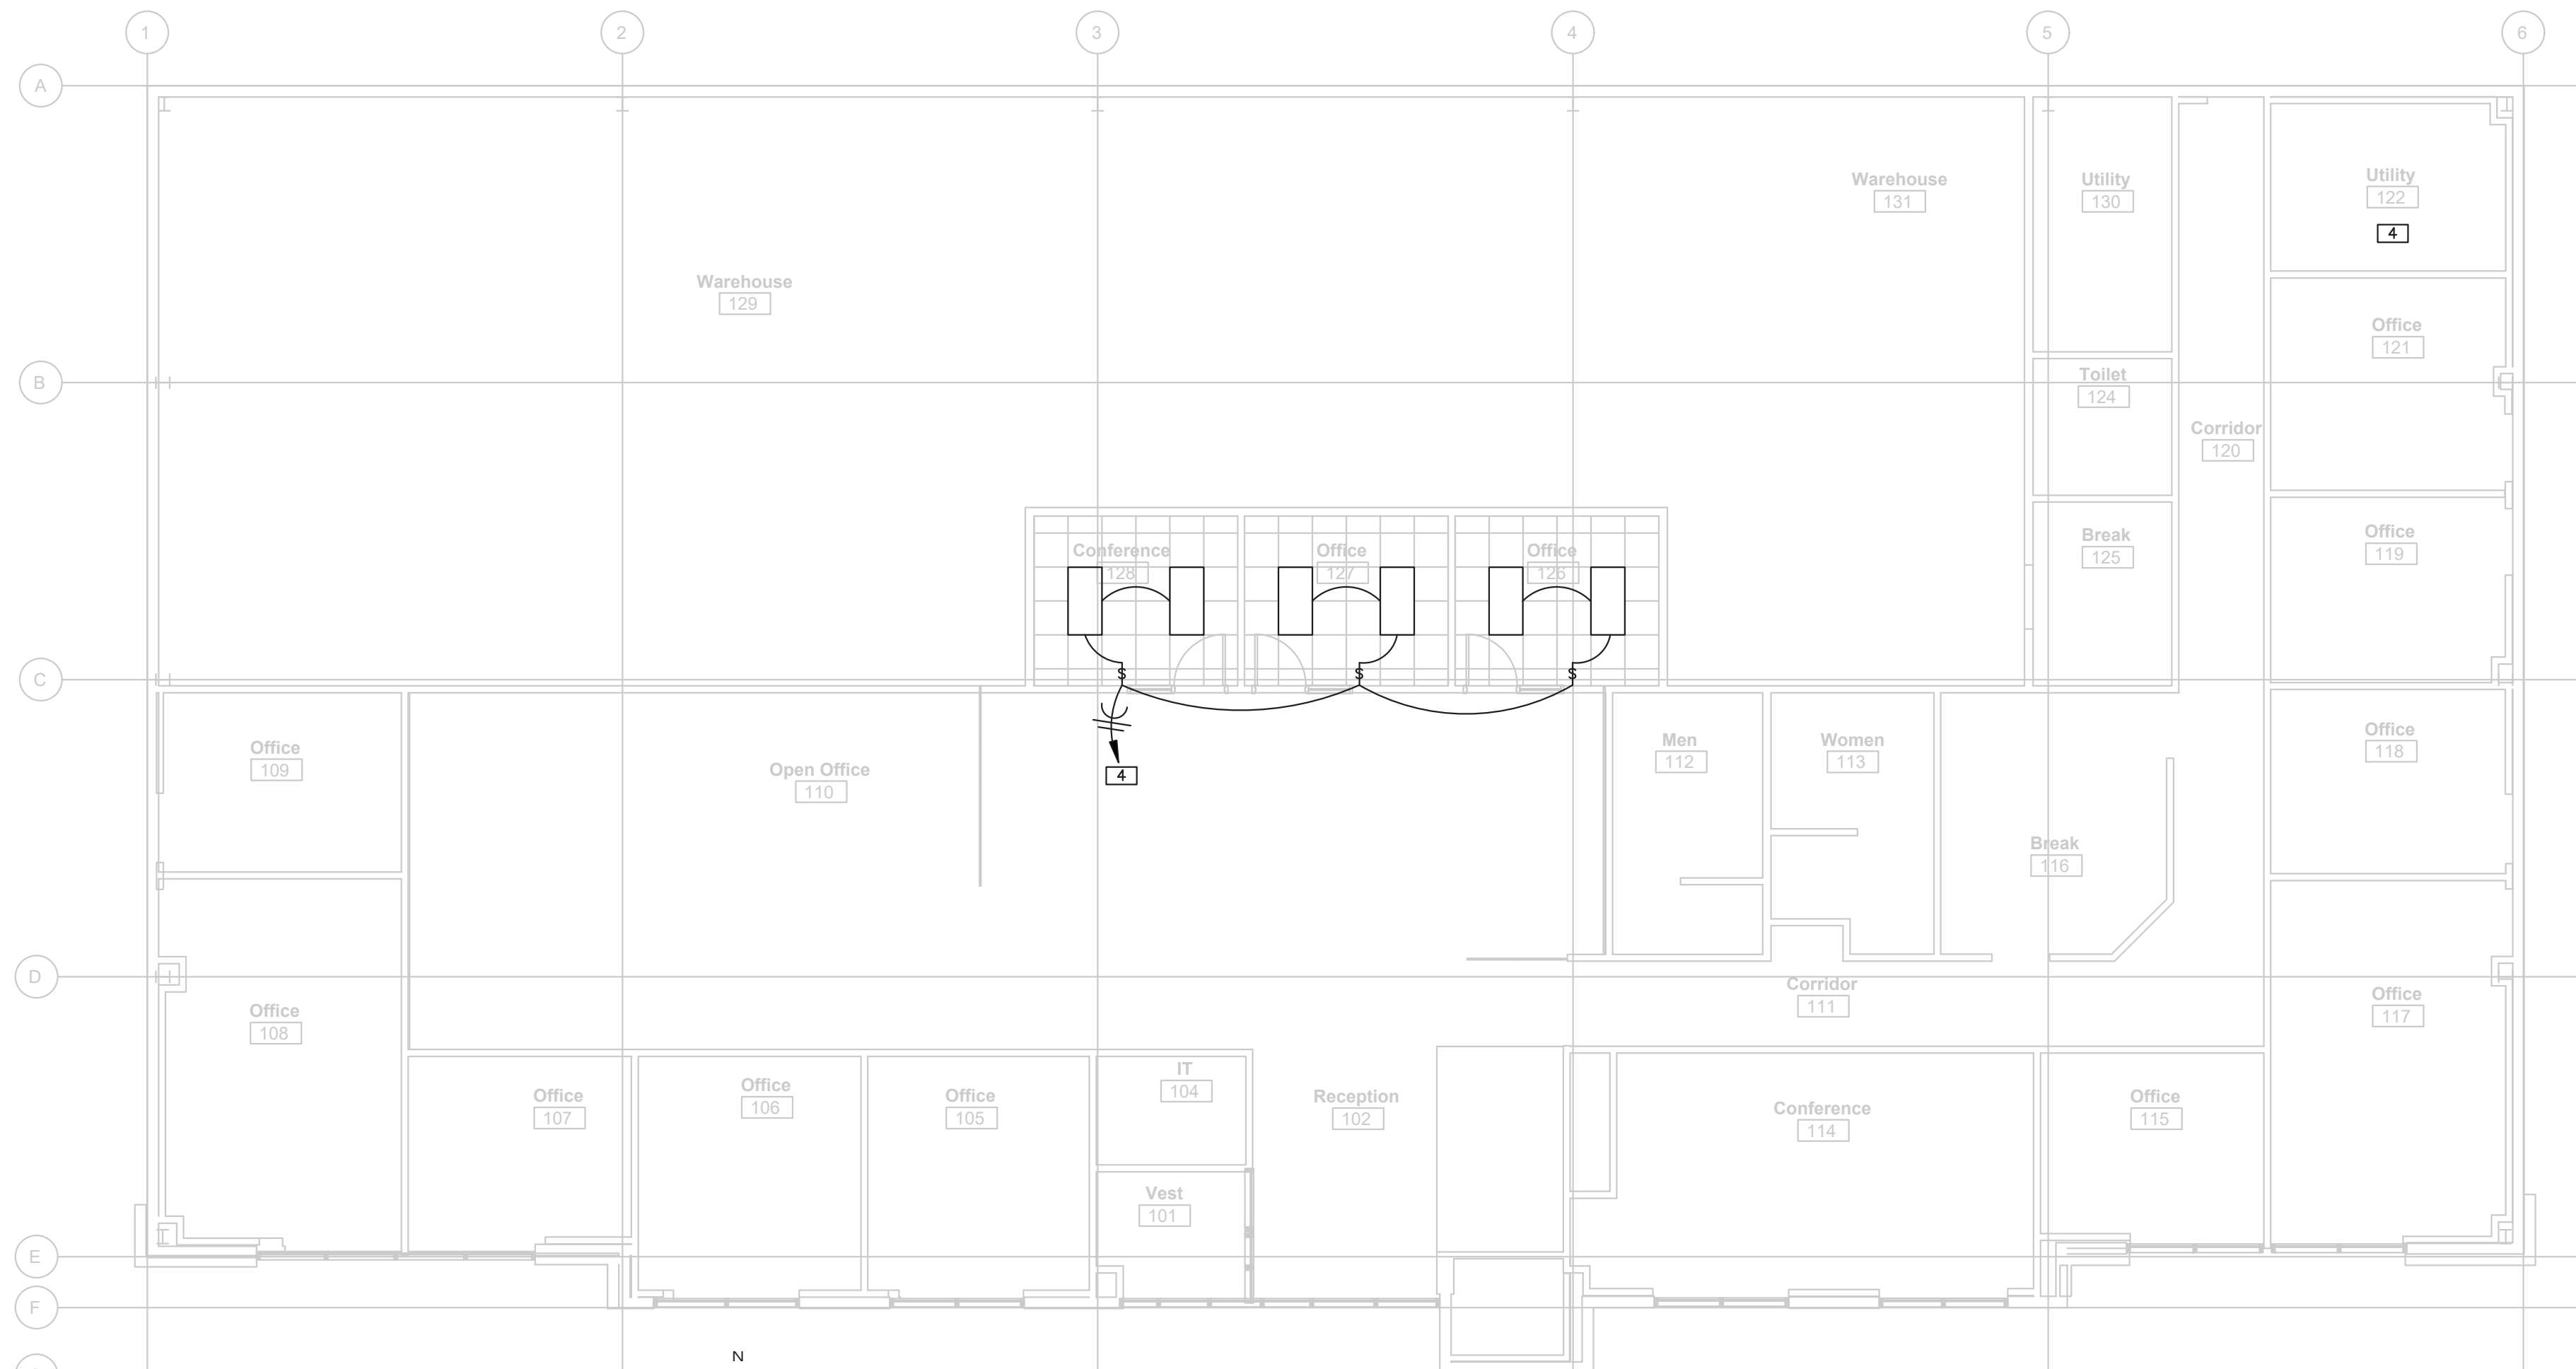 1 2 3 4 5 6
A
Warehouse
131
Utility
130
Utility
122
4
Warehouse
129
Office
121
B
Toilet
124
Corridor
120
Conference
128
Office
127
Office
126
Break
125
Office
119
C
S S S
Office
109
Open Office
110
4
Men
112
Women
113
Office
118
Break
116
D
Corridor
111
Office
108
Office
117
Office
107
Office
106
Office
105
IT
104
Reception
102
Conference
114
Office
115
Vest
101
E
F
N